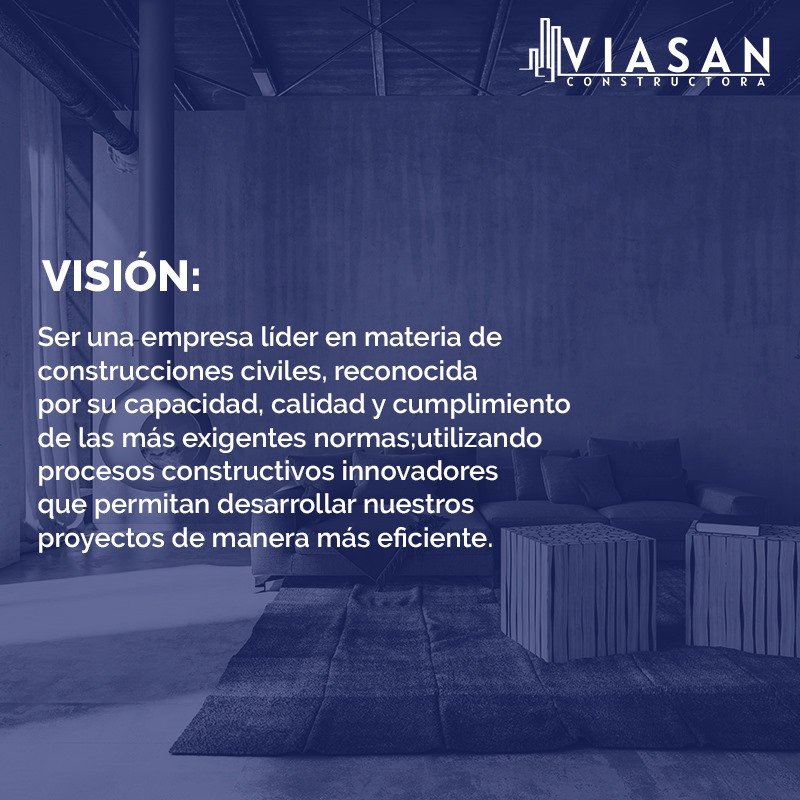 VIASAN
CONSTRUCTORA
VISIÓN:
Ser una empresa líder en materia de
construcciones civiles, reconocida
por su capacidad, calidad y cumplimiento
de las más exigentes normas;utilizando
procesos constructivos innovadores
que permitan desarrollar nuestros
proyectos de manera más eficiente.